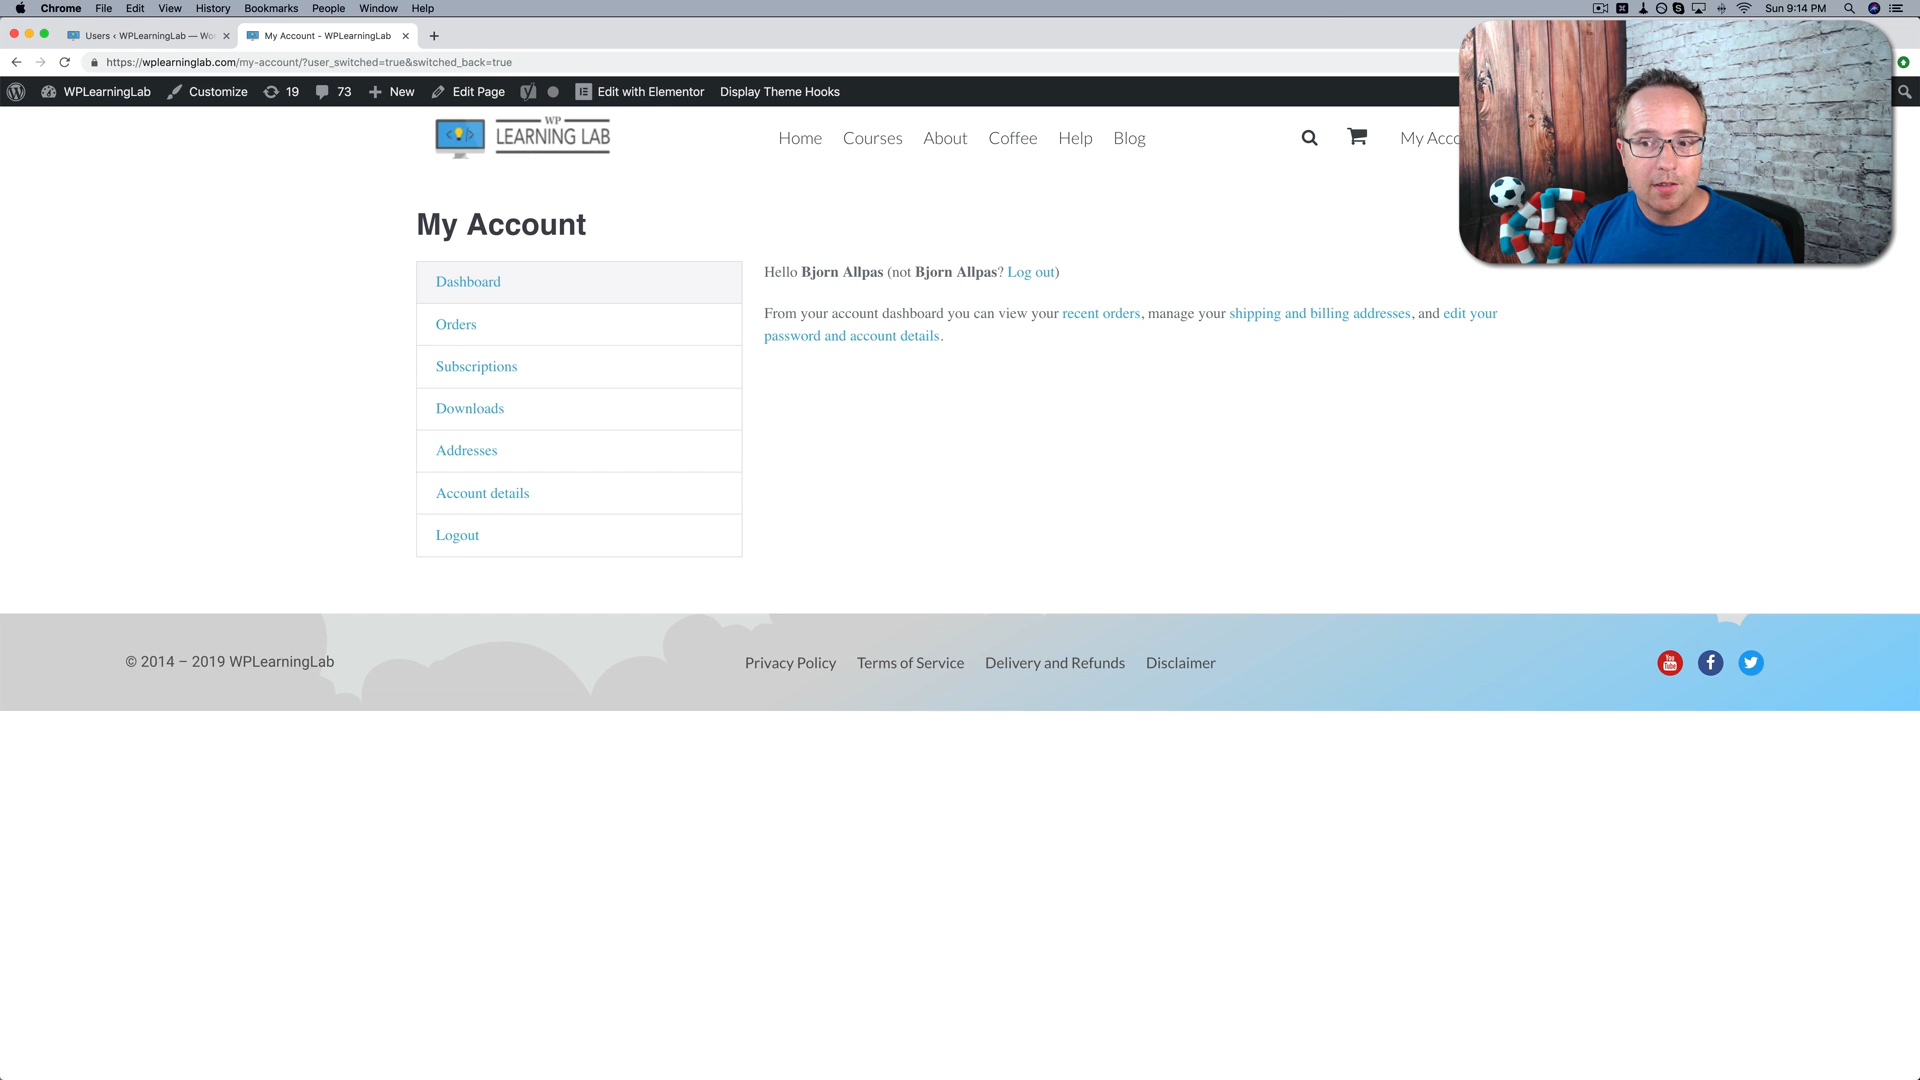 Chrome File Edit View History Bookmarks People Window Help Sun 9:14 PM
Users ‹ WPLearningLab — Wo My Account - WPLearningLab
https://wplearninglab.com/my-account/?user_switched=true&switched_back=true
WPLearningLab Customize 19 73 New Edit Page Edit with Elementor Display Theme Hooks
WP
LEARNING LAB
Home Courses About Coffee Help Blog My Acco
My Account
Dashboard
Orders
Subscriptions
Downloads
Addresses
Account details
Logout
Hello Bjorn Allpas (not Bjorn Allpas? Log out)
From your account dashboard you can view your recent orders, manage your shipping and billing addresses, and edit your
password and account details.
© 2014 – 2019 WPLearningLab
Privacy Policy Terms of Service Delivery and Refunds Disclaimer
You
Tube